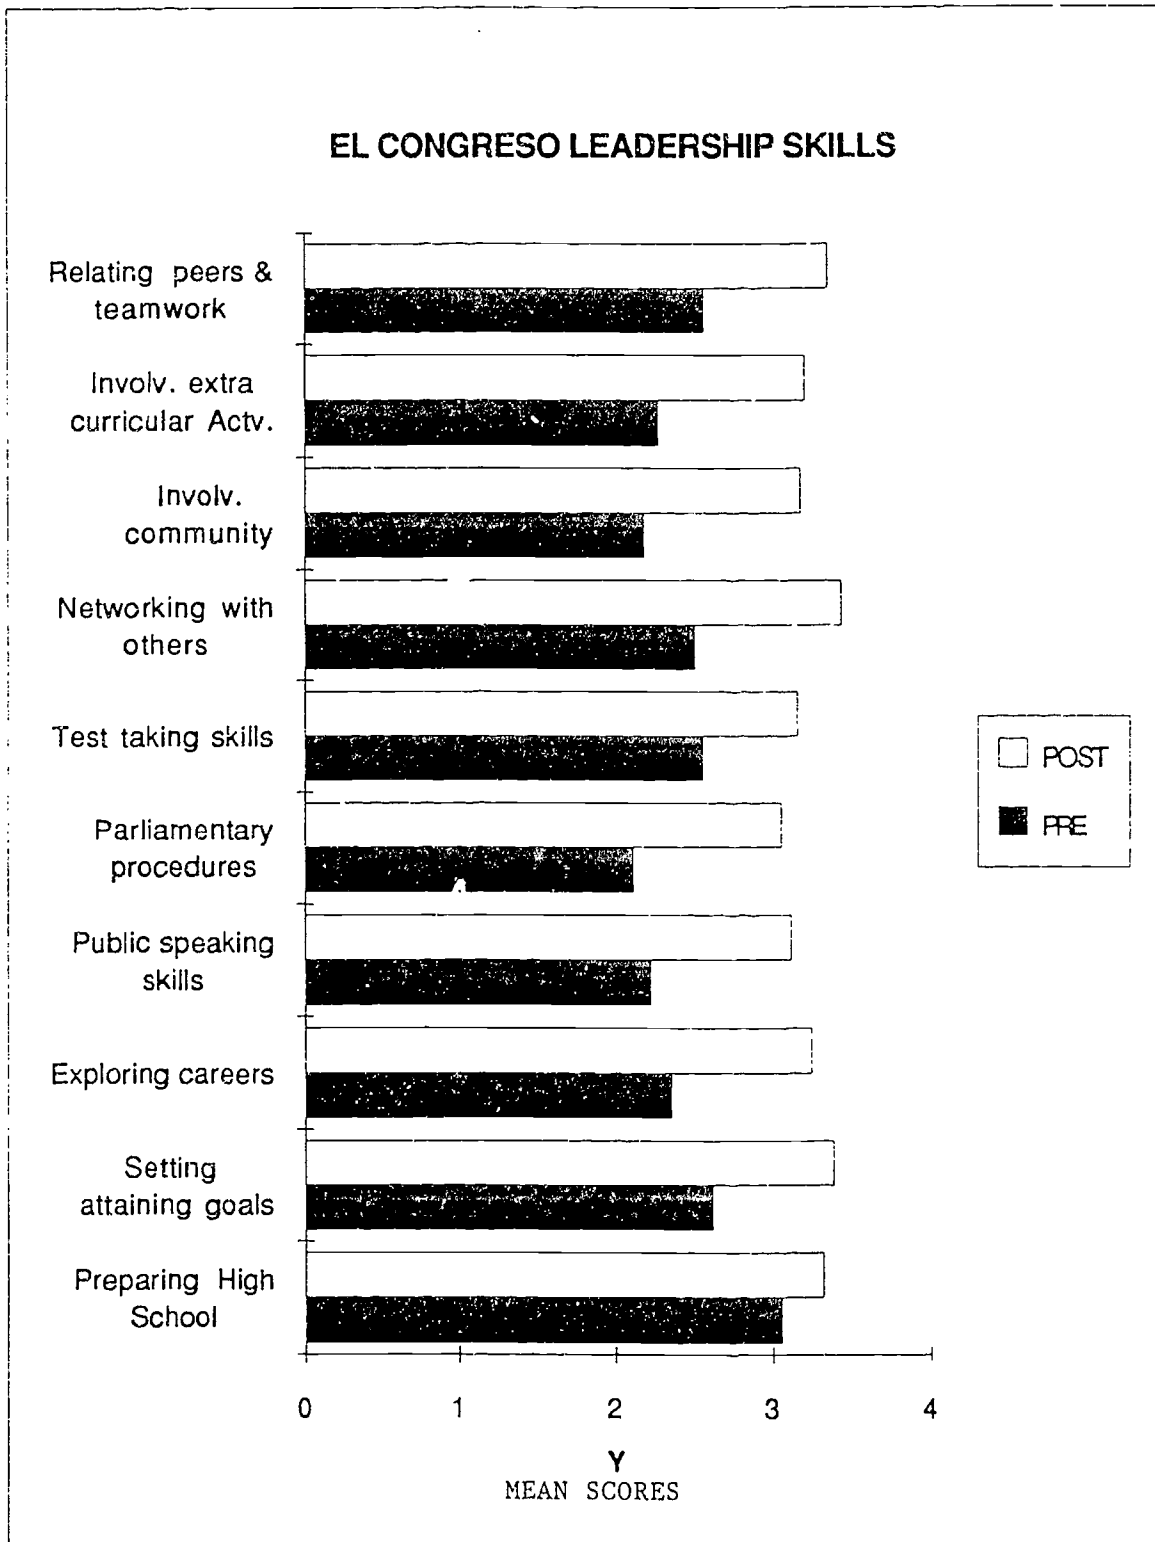 EL CONGRESO LEADERSHIP SKILLS
Relating peers &
teamwork
Involv. extra
curricular Actv.
Involv.
community
Networking with
others
Test taking skills
Parliamentary
procedures
Public speaking
skills
Exploring careers
Setting
attaining goals
Preparing High
School
POST
PRE
0 1 2 3 4
Y
MEAN SCORES